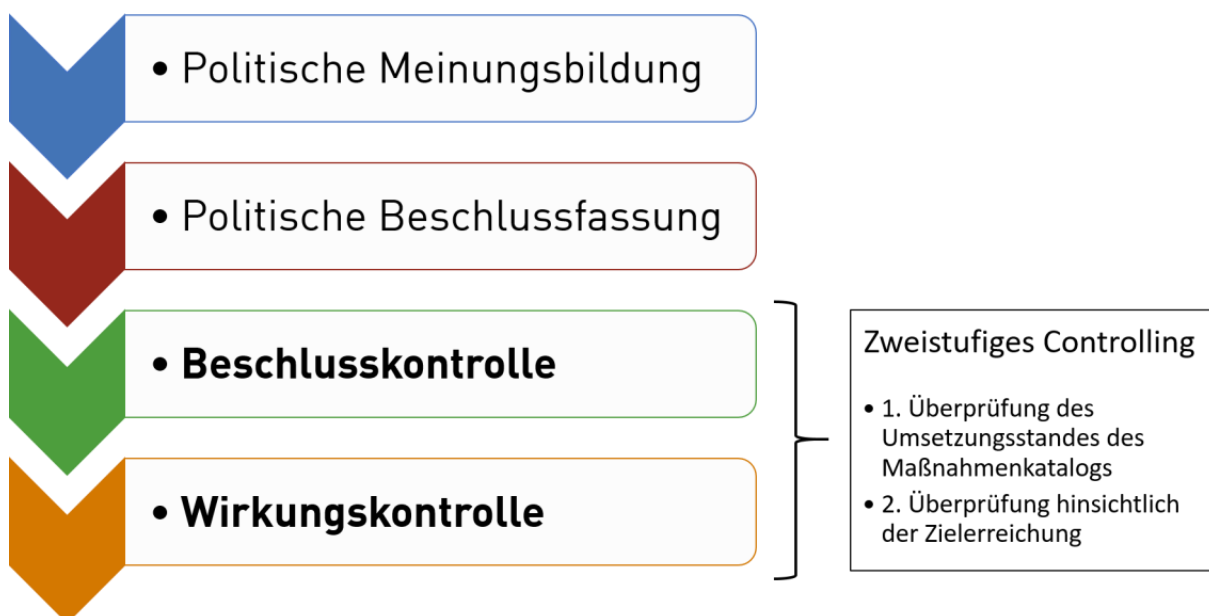 • Politische Meinungsbildung
• Politische Beschlussfassung
• Beschlusskontrolle
• Wirkungskontrolle
Zweistufiges Controlling
• 1. Überprüfung des
Umsetzungsstandes des
Maßnahmenkatalogs
• 2. Überprüfung hinsichtlich
der Zielerreichung